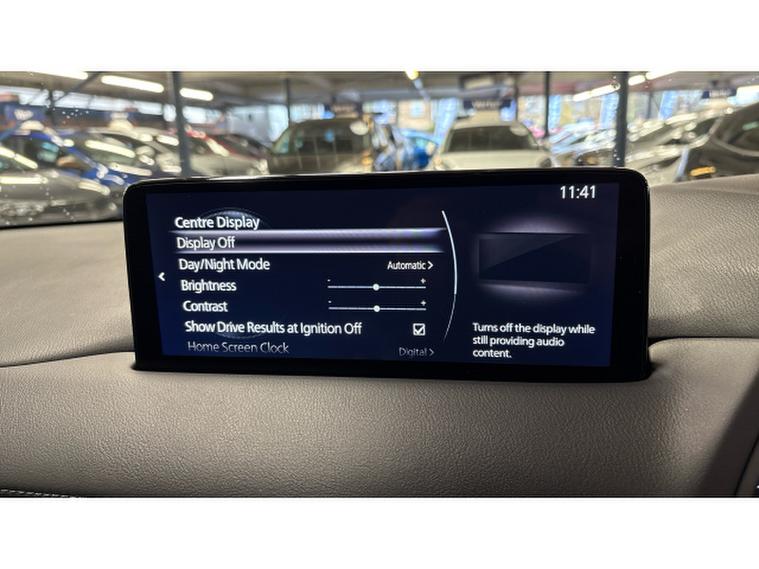 11:41
Centre Display
Display Off
Day/Night Mode Automatic >
Brightness - +
Contrast - +
Show Drive Results at Ignition Off
Home Screen Clock Digital >
Turns off the display while
still providing audio
content.